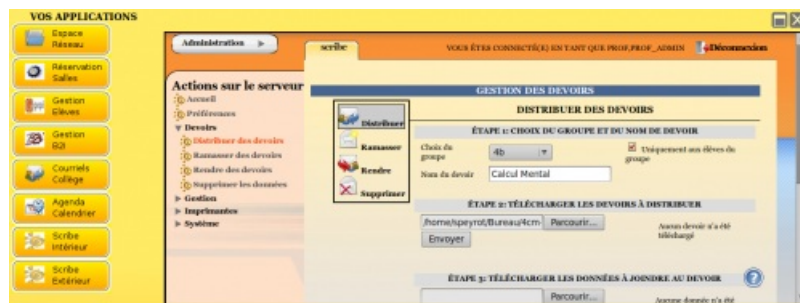 VOS APPLICATIONS
Espace
Réseau
Réservation
Salles
Gestion
Elèves
Gestion
B2I
Courriels
Collège
Agenda
Calendrier
Scribe
Intérieur
Scribe
Extérieur
Administration
scribe
VOUS ÊTES CONNECTÉ(E) EN TANT QUE PROF.PROF_ADMIN
Déconnexion
Actions sur le serveur
Accueil
Préférences
Devoirs
Distribuer des devoirs
Ramasser des devoirs
Rendre des devoirs
Supprimer les données
Gestion
Imprimantes
Système
GESTION DES DEVOIRS
Distribuer
Ramasser
Rendre
Supprimer
DISTRIBUER DES DEVOIRS
ÉTAPE 1: CHOIX DU GROUPE ET DU NOM DE DEVOIR
Choix du
groupe
4b
Uniquement aux élèves du
groupe
Nom du devoir
Calcul Mental
ÉTAPE 2: TÉLÉCHARGER LES DEVOIRS À DISTRIBUER
/home/speyrot/Bureau/4cm
Parcourir...
Aucun devoir n'a été
téléchargé
Envoyer
ÉTAPE 3: TÉLÉCHARGER LES DONNÉES À JOINDRE AU DEVOIR
Parcourir...
Aucune donnée n'a été